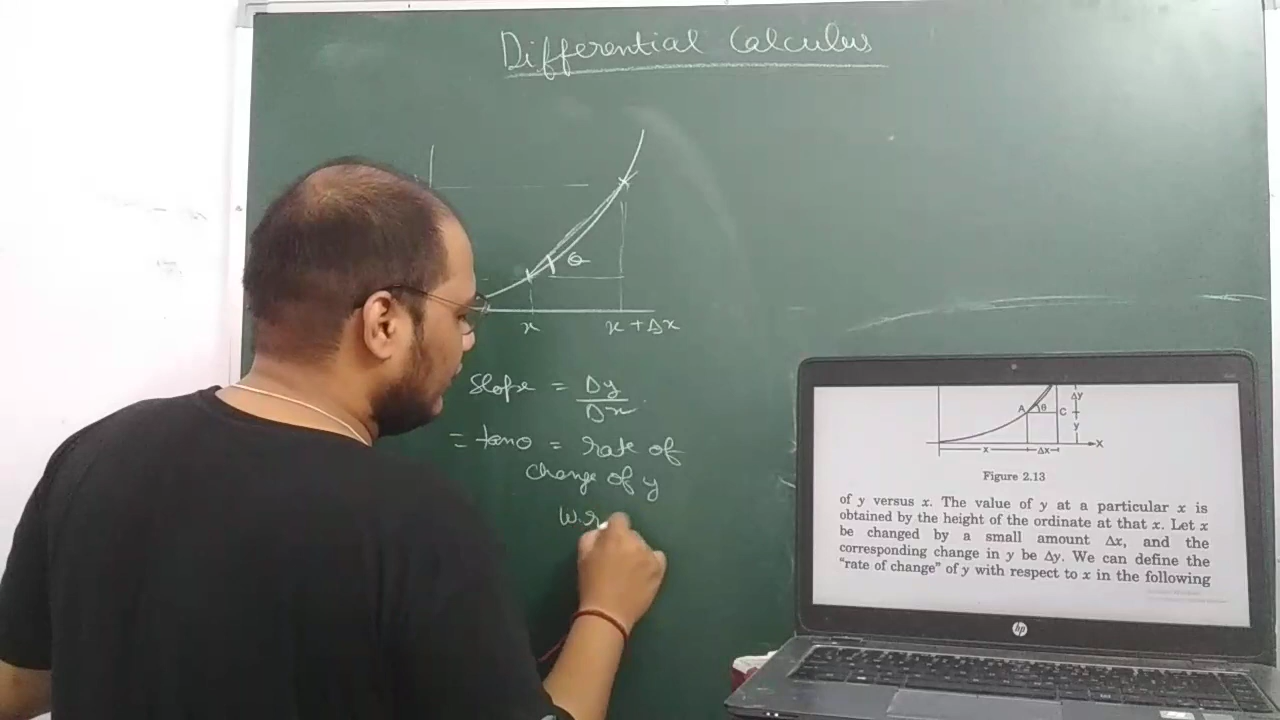 Differential Calculus
θ
x
x + Δx
Slope = Δy
Δx
= tanθ = rate of
change of y
w.r
Δy
A
θ
C
y
X
x
Δx
Figure 2.13
of y versus x. The value of y at a particular x is
obtained by the height of the ordinate at that x. Let x
be changed by a small amount Δx, and the
corresponding change in y be Δy. We can define the
"rate of change" of y with respect to x in the following
hp